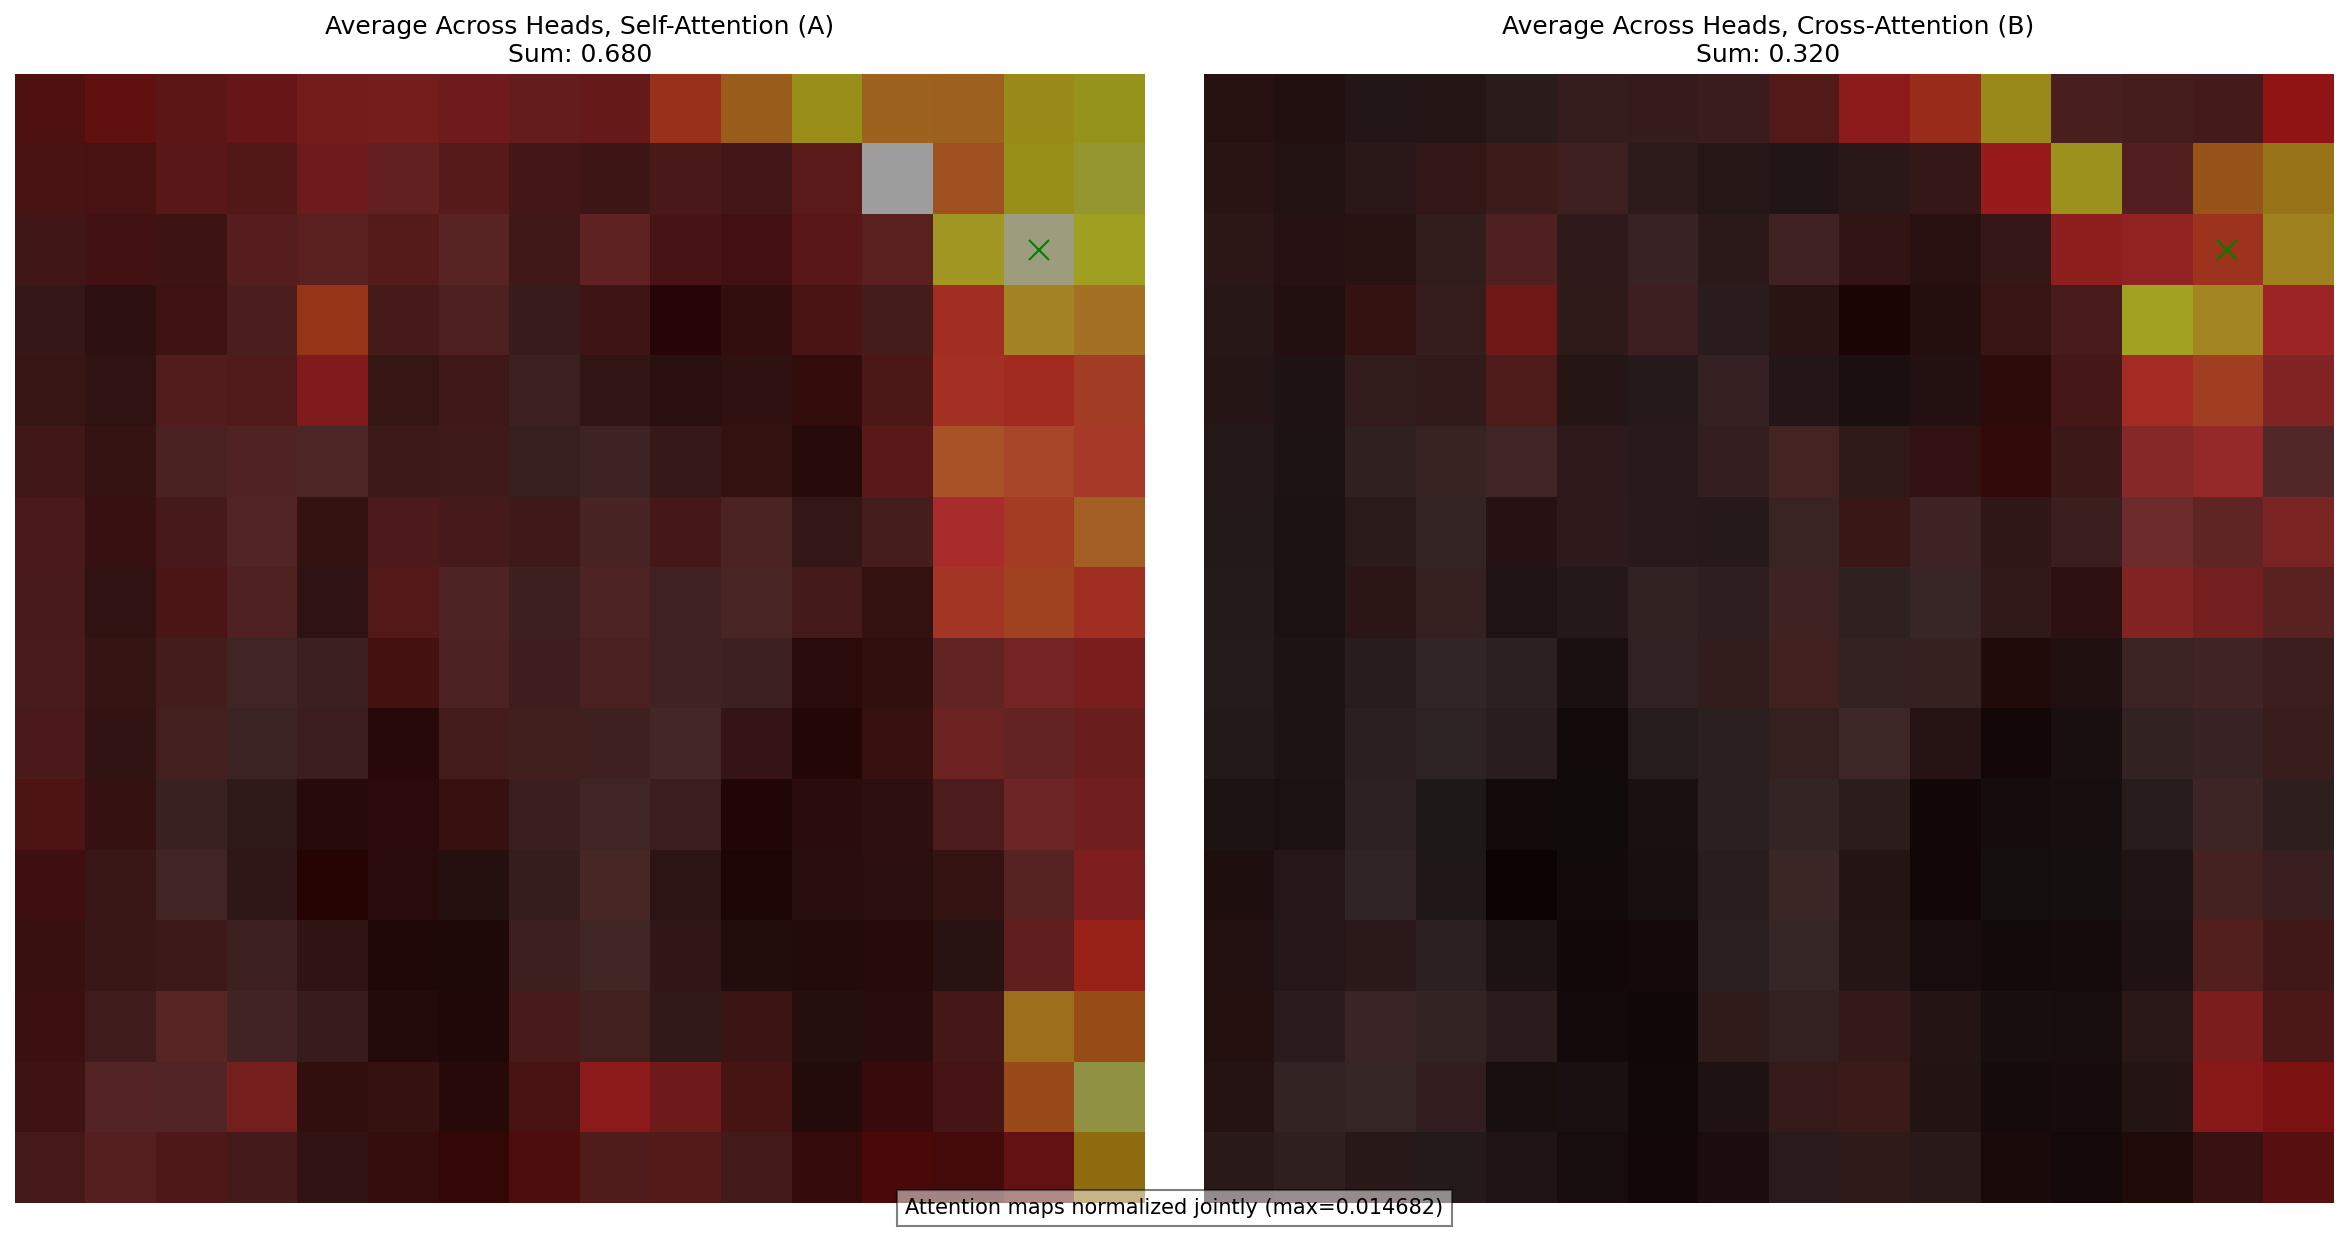 Average Across Heads, Self-Attention (A)
Sum: 0.680
Average Across Heads, Cross-Attention (B)
Sum: 0.320
Attention maps normalized jointly (max=0.014682)